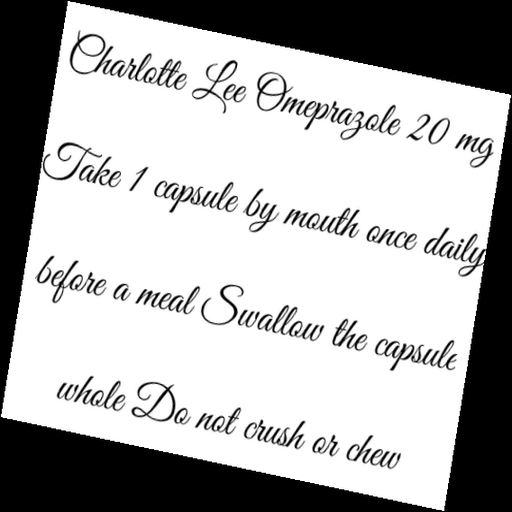 Charlotte Lee Omeprazole 20 mg
Take 1 capsule by mouth once daily
before a meal Swallow the capsule
whole Do not crush or chew